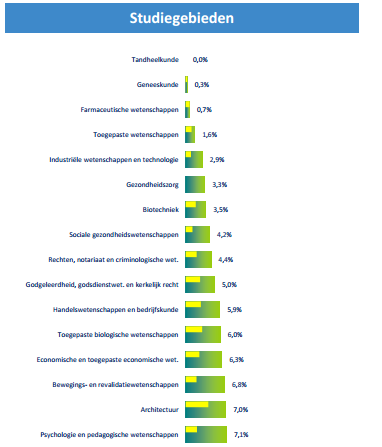 Studiegebieden
Tandheelkunde 0,0%
Geneeskunde 0,3%
Farmaceutische wetenschappen 0,7%
Toegepaste wetenschappen 1,6%
Industriële wetenschappen en technologie 2,9%
Gezondheidszorg 3,3%
Biotechniek 3,5%
Sociale gezondheidswetenschappen 4,2%
Rechten, notariaat en criminologische wet. 4,4%
Godgeleerdheid, godsdienstwet. en kerkelijk recht 5,0%
Handelswetenschappen en bedrijfskunde 5,9%
Toegepaste biologische wetenschappen 6,0%
Economische en toegepaste economische wet. 6,3%
Bewegings- en revalidatiewetenschappen 6,8%
Architectuur 7,0%
Psychologie en pedagogische wetenschappen 7,1%